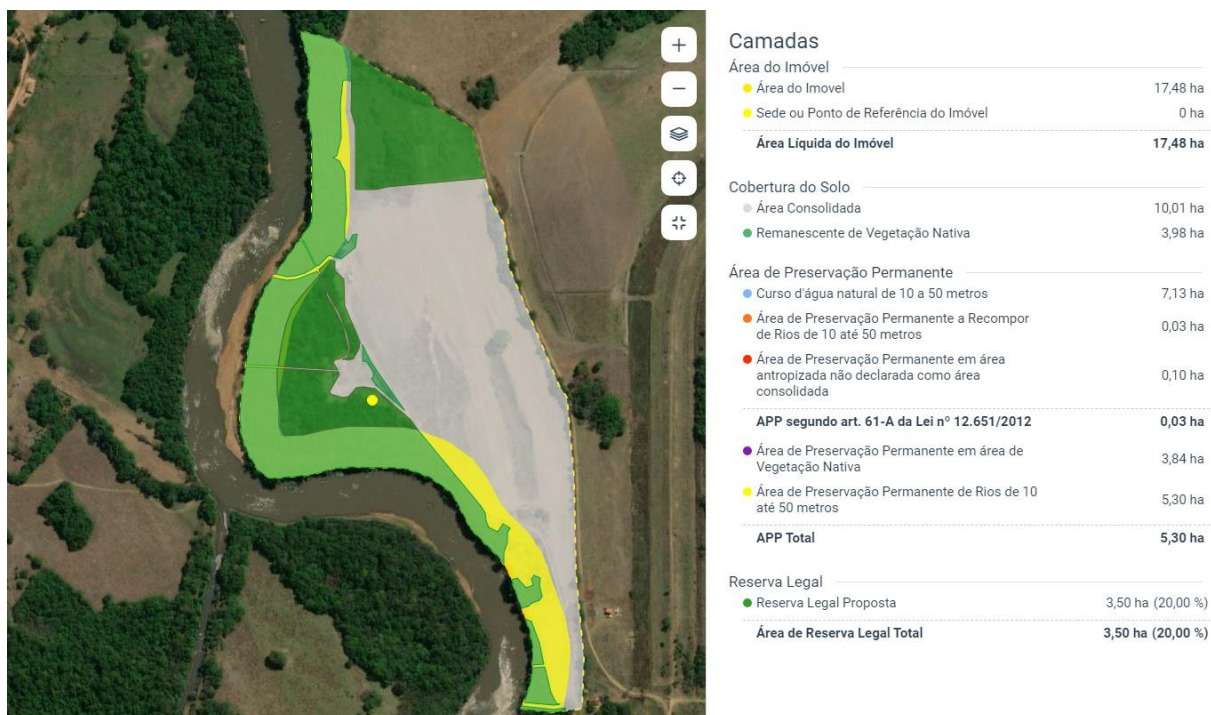 Camadas
Área do Imóvel
Área do Imovel 17,48 ha
Sede ou Ponto de Referência do Imóvel 0 ha
Área Líquida do Imóvel 17,48 ha
Cobertura do Solo
Área Consolidada 10,01 ha
Remanescente de Vegetação Nativa 3,98 ha
Área de Preservação Permanente
Curso d'água natural de 10 a 50 metros 7,13 ha
Área de Preservação Permanente a Recompor
de Rios de 10 até 50 metros 0,03 ha
Área de Preservação Permanente em área
antropizada não declarada como área 0,10 ha
consolidada
APP segundo art. 61-A da Lei nº 12.651/2012 0,03 ha
Área de Preservação Permanente em área de
Vegetação Nativa 3,84 ha
Área de Preservação Permanente de Rios de 10
até 50 metros 5,30 ha
APP Total 5,30 ha
Reserva Legal
Reserva Legal Proposta 3,50 ha (20,00 %)
Área de Reserva Legal Total 3,50 ha (20,00 %)